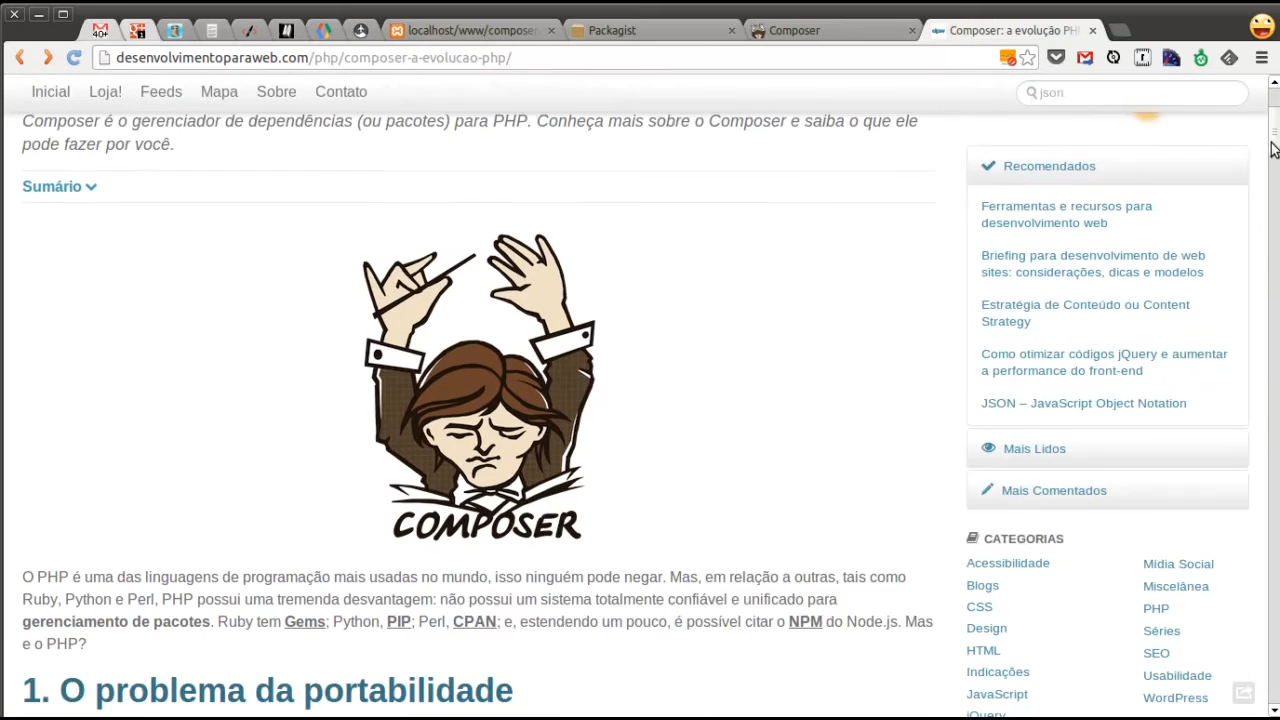 40+
localhost/www/composer
Packagist
Composer
Composer: a evolução PH
desenvolvimentoparaweb.com/php/composer-a-evolucao-php/
Inicial Loja! Feeds Mapa Sobre Contato
json
Composer é o gerenciador de dependências (ou pacotes) para PHP. Conheça mais sobre o Composer e saiba o que ele
pode fazer por você.
Sumário
COMPOSER
O PHP é uma das linguagens de programação mais usadas no mundo, isso ninguém pode negar. Mas, em relação a outras, tais como
Ruby, Python e Perl, PHP possui uma tremenda desvantagem: não possui um sistema totalmente confiável e unificado para
gerenciamento de pacotes. Ruby tem Gems; Python, PIP; Perl, CPAN; e, estendendo um pouco, é possível citar o NPM do Node.js. Mas
e o PHP?
1. O problema da portabilidade
Recomendados
Ferramentas e recursos para
desenvolvimento web
Briefing para desenvolvimento de web
sites: considerações, dicas e modelos
Estratégia de Conteúdo ou Content
Strategy
Como otimizar códigos jQuery e aumentar
a performance do front-end
JSON – JavaScript Object Notation
Mais Lidos
Mais Comentados
CATEGORIAS
Acessibilidade
Blogs
CSS
Design
HTML
Indicações
JavaScript
jQuery
Mídia Social
Miscelânea
PHP
Séries
SEO
Usabilidade
WordPress